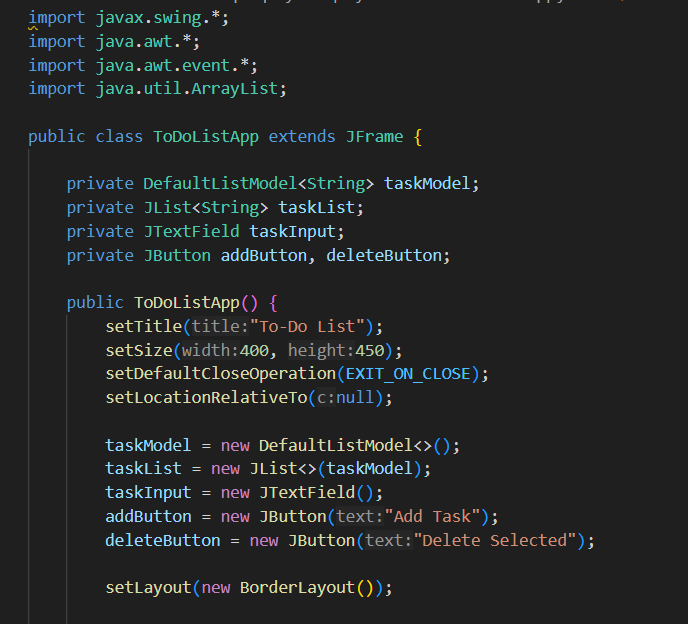 import javax.swing.*;
import java.awt.*;
import java.awt.event.*;
import java.util.ArrayList;
public class ToDoListApp extends JFrame {
private DefaultListModel<String> taskModel;
private JList<String> taskList;
private JTextField taskInput;
private JButton addButton, deleteButton;
public ToDoListApp() {
setTitle(title:"To-Do List");
setSize(width:400, height:450);
setDefaultCloseOperation(EXIT_ON_CLOSE);
setLocationRelativeTo(c:null);
taskModel = new DefaultListModel<>();
taskList = new JList<>(taskModel);
taskInput = new JTextField();
addButton = new JButton(text:"Add Task");
deleteButton = new JButton(text:"Delete Selected");
setLayout(new BorderLayout());